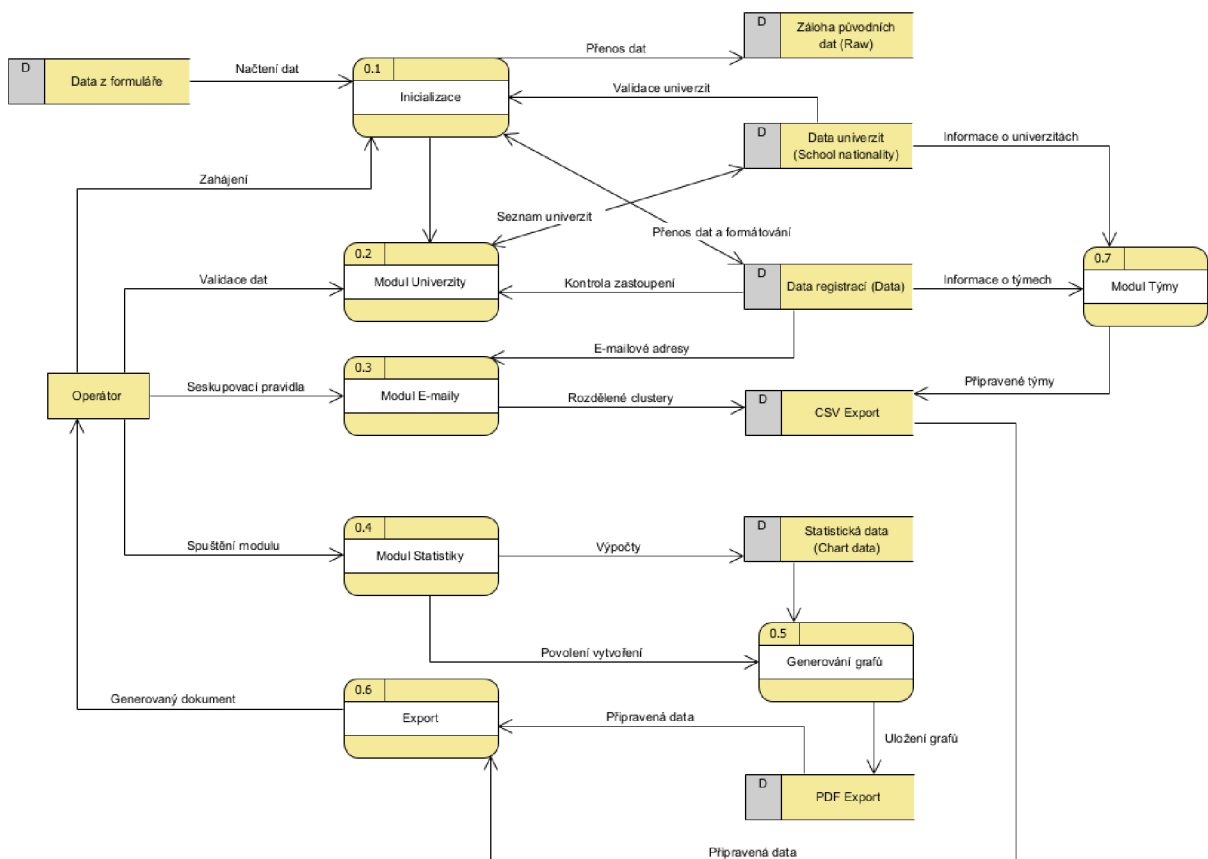 D
Záloha původních
dat (Raw)
Přenos dat
D
Data z formuláře
Načtení dat
0.1
Inicializace
Validace univerzit
D
Data univerzit
(School nationality)
Informace o univerzitách
Zahájení
Seznam univerzit
Přenos dat a formátování
0.2
Modul Univerzity
Validace dat
Kontrola zastoupení
D
Data registrací (Data)
Informace o týmech
0.7
Modul Týmy
E-mailové adresy
0.3
Modul E-maily
Operátor
Seskupovací pravidla
Rozdělené clustery
Připravené týmy
D
CSV Export
0.4
Modul Statistiky
Spuštění modulu
Výpočty
D
Statistická data
(Chart data)
0.5
Generování grafů
Povolení vytvoření
0.6
Export
Generovaný dokument
Připravená data
Uložení grafů
D
PDF Export
Připravená data